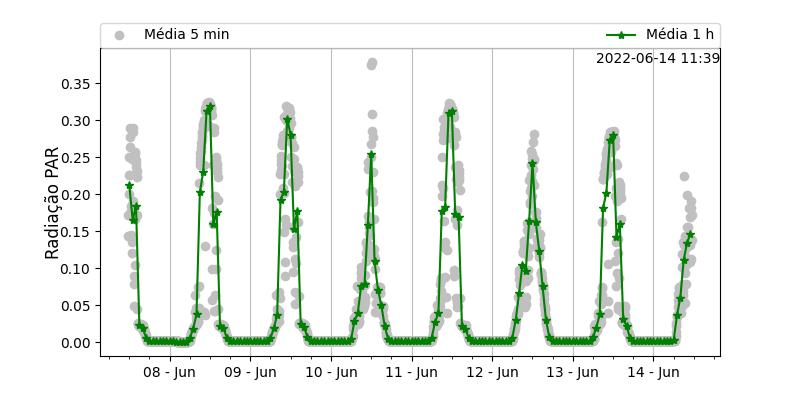 Média 5 min
Média 1 h
2022-06-14 11:39
Radiação PAR
0.35
0.30
0.25
0.20
0.15
0.10
0.05
0.00
08 - Jun
09 - Jun
10 - Jun
11 - Jun
12 - Jun
13 - Jun
14 - Jun